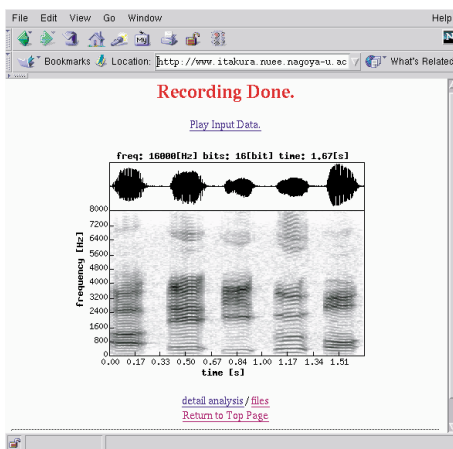 File Edit View Go Window Help
My
N
Bookmarks Location: http://www.itakura.nuee.nagoya-u.ac What's Related
Recording Done.
Play Input Data.
freq: 16000[Hz] bits: 16[bit] time: 1.67[s]
8000
7200
6400
5600
4800
4000
3200
2400
1600
800
0
frequency [Hz]
0.00 0.17 0.33 0.50 0.67 0.84 1.00 1.17 1.34 1.51
time [s]
detail analysis / files
Return to Top Page